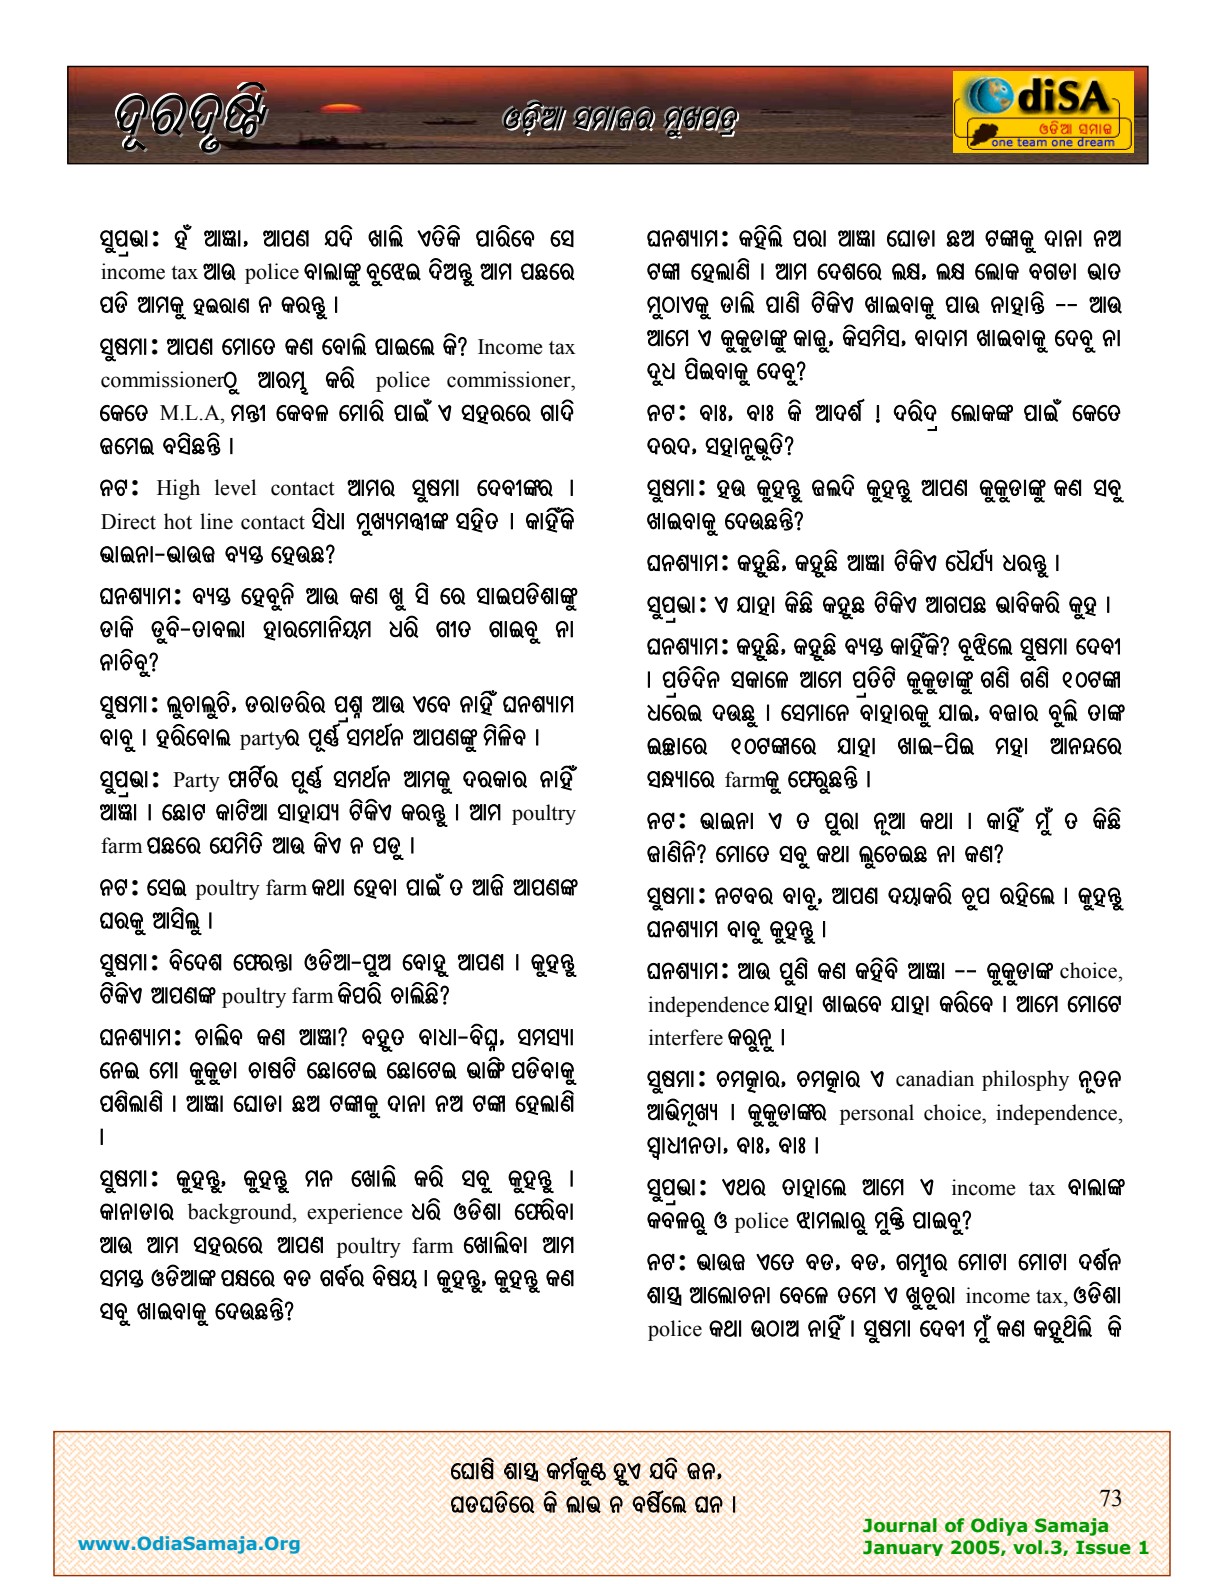 ଦୂରଦୃଷ୍ଟି
ଓଡ଼ିଆ ସମାଜର ମୁଖପତ୍ର
OdiSA
ଓଡିଆ ସମାଜ
one team one dream
ସୁପ୍ରଭା: ହଁ ଆଜ୍ଞା, ଆପଣ ଯଦି ଖାଲି ଏତିକି ପାରିବେ ସେ
income tax ଆଉ police ବାଲାଙ୍କୁ ବୁଝେଇ ଦିଅନ୍ତୁ ଆମ ପଛରେ
ପଡି ଆମକୁ ହଇରାଣ ନ କରନ୍ତୁ ।
ସୁଷମା: ଆପଣ ମୋତେ କଣ ବୋଲି ପାଇଲେ କି? Income tax
commissionerଠୁ ଆରମ୍ଭ କରି police commissioner,
କେତେ M.L.A, ମନ୍ତ୍ରୀ କେବଳ ମୋରି ପାଇଁ ଏ ସହରରେ ଗାଦି
ଜମେଇ ବସିଛନ୍ତି ।
ନଟ: High level contact ଆମର ସୁଷମା ଦେବୀଙ୍କର ।
Direct hot line contact ସିଧା ମୁଖ୍ୟମନ୍ତ୍ରୀଙ୍କ ସହିତ । କାହିଁକି
ଭାଇନା-ଭାଉଜ ବ୍ୟସ୍ତ ହେଉଛ?
ଘନଶ୍ୟାମ: ବ୍ୟସ୍ତ ହେବୁନି ଆଉ କଣ ଖୁ ସି ରେ ସାଇପଡିଶାଙ୍କୁ
ଡାକି ଡୁବି-ତାବଲା ହାରମୋନିୟମ ଧରି ଗୀତ ଗାଇବୁ ନା
ନାଚିବୁ?
ସୁଷମା: ଲୁଚାଲୁଚି, ଡରାଡରିର ପ୍ରଶ୍ନ ଆଉ ଏବେ ନାହିଁ ଘନଶ୍ୟାମ
ବାବୁ । ହରିବୋଲ partyର ପୂର୍ଣ୍ଣ ସମର୍ଥନ ଆପଣଙ୍କୁ ମିଳିବ ।
ସୁପ୍ରଭା: Party ଫାର୍ଟିର ପୂର୍ଣ୍ଣ ସମର୍ଥନ ଆମକୁ ଦରକାର ନାହିଁ
ଆଜ୍ଞା । ଛୋଟ କାଟିଆ ସାହାଯ୍ୟ ଟିକିଏ କରନ୍ତୁ । ଆମ poultry
farm ପଛରେ ଯେମିତି ଆଉ କିଏ ନ ପଡୁ ।
ନଟ: ସେଇ poultry farm କଥା ହେବା ପାଇଁ ତ ଆଜି ଆପଣଙ୍କ
ଘରକୁ ଆସିଲୁ ।
ସୁଷମା: ବିଦେଶ ଫେରନ୍ତା ଓଡିଆ-ପୁଅ ବୋହୁ ଆପଣ । କୁହନ୍ତୁ
ଟିକିଏ ଆପଣଙ୍କ poultry farm କିପରି ଚାଲିଛି?
ଘନଶ୍ୟାମ: ଚାଲିବ କଣ ଆଜ୍ଞା? ବହୁତ ବାଧା-ବିଘ୍ନ, ସମସ୍ୟା
ନେଇ ମୋ କୁକୁଡା ଚାଷଟି ଛୋଟେଇ ଛୋଟେଇ ଭାଙ୍ଗି ପଡିବାକୁ
ପଶିଲାଣି । ଆଜ୍ଞା ଘୋଡା ଛଅ ଟଙ୍କାକୁ ଦାନା ନଅ ଟଙ୍କା ହେଲାଣି
।
ସୁଷମା: କୁହନ୍ତୁ, କୁହନ୍ତୁ ମନ ଖୋଲି କରି ସବୁ କୁହନ୍ତୁ ।
କାନାଡାର background, experience ଧରି ଓଡିଶା ଫେରିବା
ଆଉ ଆମ ସହରରେ ଆପଣ poultry farm ଖୋଲିବା ଆମ
ସମସ୍ତ ଓଡିଆଙ୍କ ପକ୍ଷରେ ବଡ ଗର୍ବର ବିଷୟ । କୁହନ୍ତୁ, କୁହନ୍ତୁ କଣ
ସବୁ ଖାଇବାକୁ ଦେଉଛନ୍ତି?
ଘନଶ୍ୟାମ: କହିଲି ପରା ଆଜ୍ଞା ଘୋଡା ଛଅ ଟଙ୍କାକୁ ଦାନା ନଅ
ଟଙ୍କା ହେଲାଣି । ଆମ ଦେଶରେ ଲକ୍ଷ, ଲକ୍ଷ ଲୋକ ବଗଡା ଭାତ
ମୁଠାଏକୁ ଡାଲି ପାଣି ଟିକିଏ ଖାଇବାକୁ ପାଉ ନାହାନ୍ତି -- ଆଉ
ଆମେ ଏ କୁକୁଡାଙ୍କୁ କାଜୁ, କିସମିସ, ବାଦାମ ଖାଇବାକୁ ଦେବୁ ନା
ଦୁଧ ପିଇବାକୁ ଦେବୁ?
ନଟ: ବାଃ, ବାଃ କି ଆଦର୍ଶ ! ଦରିଦ୍ର ଲୋକଙ୍କ ପାଇଁ କେତେ
ଦରଦ, ସହାନୁଭୂତି?
ସୁଷମା: ହଉ କୁହନ୍ତୁ ଜଲଦି କୁହନ୍ତୁ ଆପଣ କୁକୁଡାଙ୍କୁ କଣ ସବୁ
ଖାଇବାକୁ ଦେଉଛନ୍ତି?
ଘନଶ୍ୟାମ: କହୁଛି, କହୁଛି ଆଜ୍ଞା ଟିକିଏ ଧୈର୍ଯ୍ୟ ଧରନ୍ତୁ ।
ସୁପ୍ରଭା: ଏ ଯାହା କିଛି କହୁଛ ଟିକିଏ ଆଗପଛ ଭାବିକରି କୁହ ।
ଘନଶ୍ୟାମ: କହୁଛି, କହୁଛି ବ୍ୟସ୍ତ କାହିଁକି? ବୁଝିଲେ ସୁଷମା ଦେବୀ
। ପ୍ରତିଦିନ ସକାଳେ ଆମେ ପ୍ରତିଟି କୁକୁଡାଙ୍କୁ ଗଣି ଗଣି ୧୦ଟଙ୍କା
ଧରେଇ ଦଉଛୁ । ସେମାନେ ବାହାରକୁ ଯାଇ, ବଜାର ବୁଲି ତାଙ୍କ
ଇଛାରେ ୧୦ଟଙ୍କାରେ ଯାହା ଖାଇ-ପିଇ ମହା ଆନନ୍ଦରେ
ସନ୍ଧ୍ୟାରେ farmକୁ ଫେରୁଛନ୍ତି ।
ନଟ: ଭାଇନା ଏ ତ ପୁରା ନୂଆ କଥା । କାହିଁ ମୁଁ ତ କିଛି
ଜାଣିନି? ମୋତେ ସବୁ କଥା ଲୁଚେଇଛ ନା କଣ?
ସୁଷମା: ନଟବର ବାବୁ, ଆପଣ ଦୟାକରି ଚୁପ ରହିଲେ । କୁହନ୍ତୁ
ଘନଶ୍ୟାମ ବାବୁ କୁହନ୍ତୁ ।
ଘନଶ୍ୟାମ: ଆଉ ପୁଣି କଣ କହିବି ଆଜ୍ଞା -- କୁକୁଡାଙ୍କ choice,
independence ଯାହା ଖାଇବେ ଯାହା କରିବେ । ଆମେ ମୋଟେ
interfere କରୁନୁ ।
ସୁଷମା: ଚମତ୍କାର, ଚମତ୍କାର ଏ canadian philosphy ନୂତନ
ଆଭିମୂଖ୍ୟ । କୁକୁଡାଙ୍କର personal choice, independence,
ସ୍ୱାଧୀନତା, ବାଃ, ବାଃ ।
ସୁପ୍ରଭା: ଏଥର ତାହାଲେ ଆମେ ଏ income tax ବାଲାଙ୍କ
କବଳରୁ ଓ police ଝାମଲାରୁ ମୁକ୍ତି ପାଇବୁ?
ନଟ: ଭାଉଜ ଏତେ ବଡ, ବଡ, ଗମ୍ଭୀର ମୋଟା ମୋଟା ଦର୍ଶନ
ଶାସ୍ତ୍ର ଆଲୋଚନା ବେଳେ ତମେ ଏ ଖୁଚୁରା income tax, ଓଡିଶା
police କଥା ଉଠାଅ ନାହିଁ । ସୁଷମା ଦେବୀ ମୁଁ କଣ କହୁଥିଲି କି
ଘୋଷି ଶାସ୍ତ୍ର କର୍ମକୁଣ୍ଠ ହୁଏ ଯଦି ଜନ,
ଘଡଘଡିରେ କି ଲାଭ ନ ବର୍ଷିଲେ ଘନ ।
73
www.OdiaSamaja.Org
Journal of Odiya Samaja
January 2005, vol.3, Issue 1